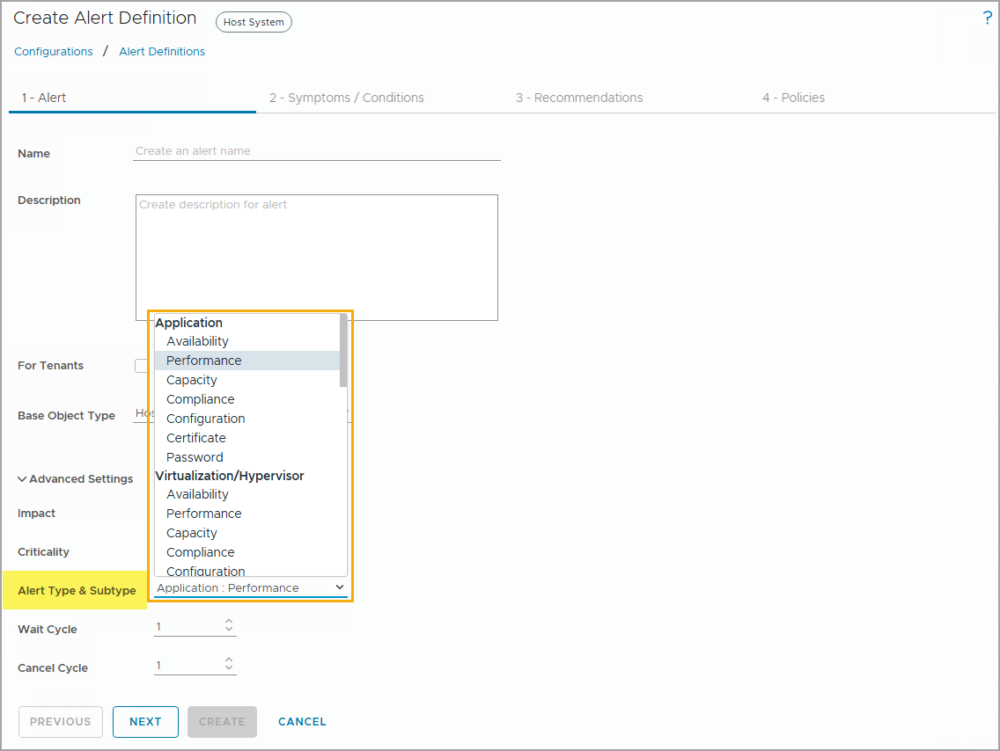 Create Alert Definition
Host System
?
Configurations / Alert Definitions
1 - Alert
2 - Symptoms / Conditions
3 - Recommendations
4 - Policies
Name
Create an alert name
Description
Create description for alert
For Tenants
Base Object Type
Hos
Advanced Settings
Impact
Criticality
Application
Availability
Performance
Capacity
Compliance
Configuration
Certificate
Password
Virtualization/Hypervisor
Availability
Performance
Capacity
Compliance
Configuration
Alert Type & Subtype
Application : Performance
Wait Cycle
1
Cancel Cycle
1
PREVIOUS
NEXT
CREATE
CANCEL